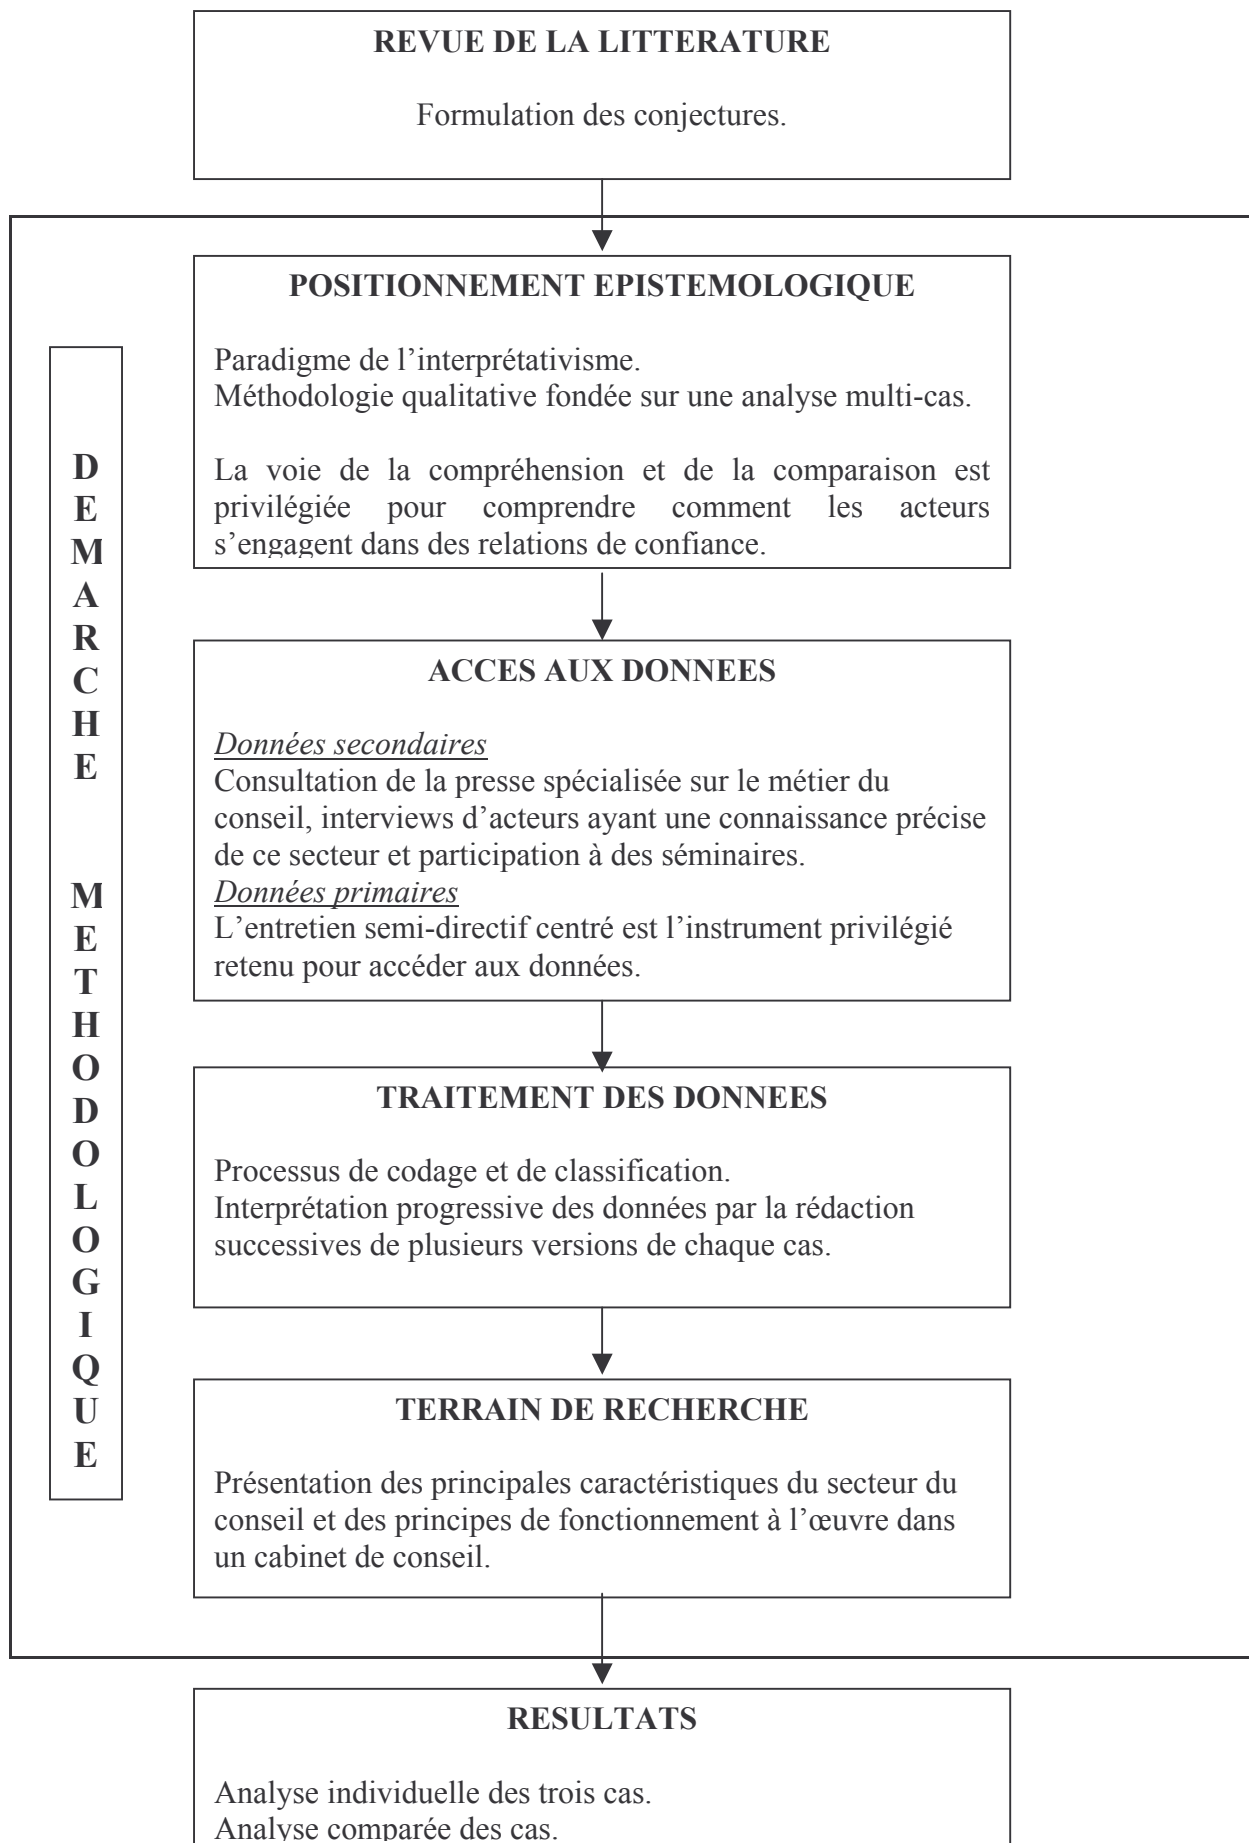 REVUE DE LA LITTERATURE
Formulation des conjectures.
DEMARCHE METHODOLOGIQUE
POSITIONNEMENT EPISTEMOLOGIQUE
Paradigme de l’interprétativisme.
Méthodologie qualitative fondée sur une analyse multi-cas.
La voie de la compréhension et de la comparaison est
privilégiée pour comprendre comment les acteurs
s’engagent dans des relations de confiance.
ACCES AUX DONNEES
Données secondaires
Consultation de la presse spécialisée sur le métier du
conseil, interviews d’acteurs ayant une connaissance précise
de ce secteur et participation à des séminaires.
Données primaires
L’entretien semi-directif centré est l’instrument privilégié
retenu pour accéder aux données.
TRAITEMENT DES DONNEES
Processus de codage et de classification.
Interprétation progressive des données par la rédaction
successives de plusieurs versions de chaque cas.
TERRAIN DE RECHERCHE
Présentation des principales caractéristiques du secteur du
conseil et des principes de fonctionnement à l’œuvre dans
un cabinet de conseil.
RESULTATS
Analyse individuelle des trois cas.
Analyse comparée des cas.